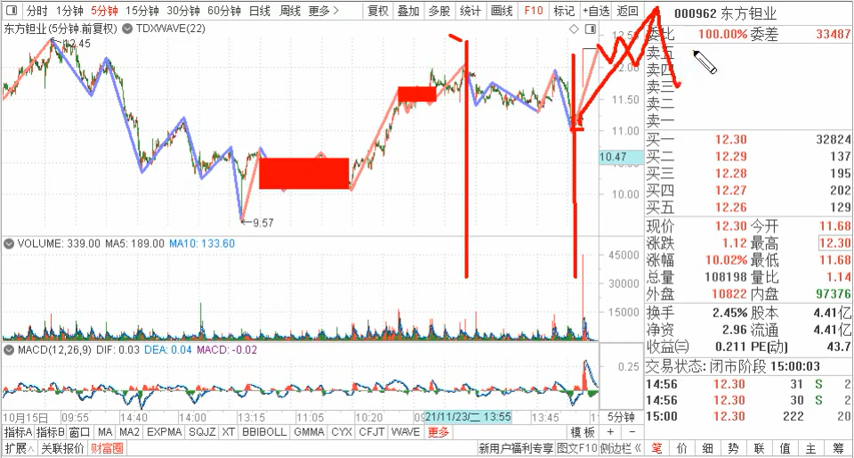 分时 1分钟 5分钟 15分钟 30分钟 60分钟 日线 周线 更多 复权 叠加 多股 统计 画线 F10 标记 +自选 返回
000962 东方钽业
东方钽业(5分钟.前复权) TDXWAVE(22)
委比 100.00% 委差 33487
12.45
卖五
12.00
卖四
11.50
卖三
卖二
11.00
卖一
10.47
10.00
9.57
买一 12.30 32824
买二 12.29 137
买三 12.28 195
买四 12.27 202
买五 12.26 129
现价 12.30 今开 11.68
涨跌 1.12 最高 12.30
涨幅 10.02% 最低 11.68
总量 108198 量比 1.14
外盘 10822 内盘 97376
换手 2.45% 股本 4.41亿
净资 2.96 流通 4.41亿
收益㈢ 0.211 PE(动) 43.7
交易状态: 闭市阶段 15:00:03
14:56 12.30 31 S 2
14:56 12.30 30 S 2
15:00 12.30 222 20
VOLUME: 339.00 MA5: 189.00 MA10: 133.60
45000
30000
15000
MACD(12,26,9) DIF: 0.03 DEA: 0.04 MACD: -0.02
0.25
10月15日 09:55 14:40 14:00 13:15 11:05 10:20 09 21/11/23/二 13:55 13:45 5分钟
指标A 指标B 窗口 MA MA2 EXPMA SQJZ XT BBIBOLL GMMA CYX CFJT WAVE 更多 模板 + -
扩展∧ 关联报价 财富圈 新用户福利专享 图文F10 侧边栏 笔 价 细 势 联 值 主 筹